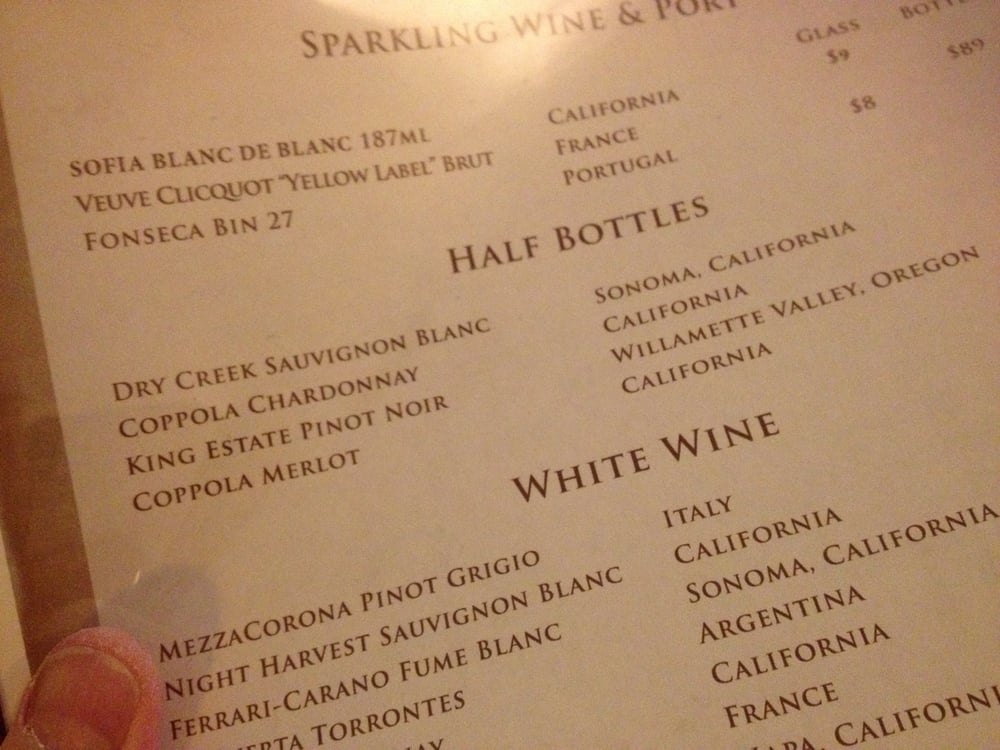 SPARKLING WINE & PORT
GLASS
SOFIA BLANC DE BLANC 187ML CALIFORNIA $9
VEUVE CLICQUOT "YELLOW LABEL" BRUT FRANCE $89
FONSECA BIN 27 PORTUGAL $8
HALF BOTTLES
DRY CREEK SAUVIGNON BLANC SONOMA, CALIFORNIA
COPPOLA CHARDONNAY CALIFORNIA
KING ESTATE PINOT NOIR WILLAMETTE VALLEY, OREGON
COPPOLA MERLOT CALIFORNIA
WHITE WINE
MEZZACORONA PINOT GRIGIO ITALY
NIGHT HARVEST SAUVIGNON BLANC CALIFORNIA
FERRARI-CARANO FUME BLANC SONOMA, CALIFORNIA
TORRONTES ARGENTINA
CALIFORNIA
FRANCE